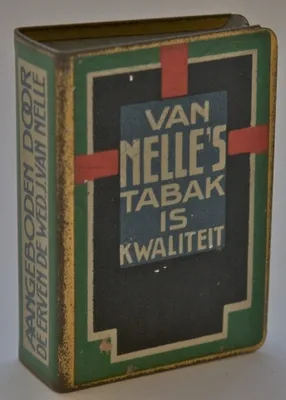 AANGEBODEN DOOR
DE ERVEN DE WED. J. VAN NELLE
VAN
NELLE'S
TABAK
IS
KWALITEIT